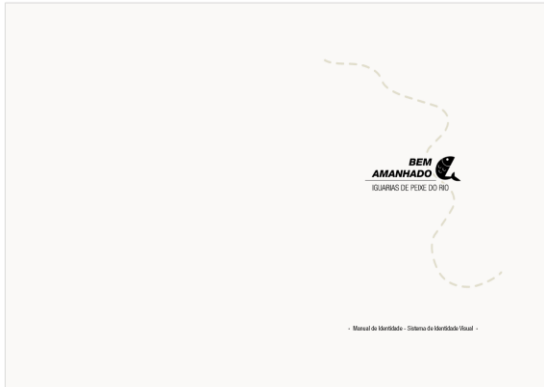 BEM
AMANHADO
IGUARIAS DE PEIXE DO RIO
- Manual de Identidade - Sistema de Identidade Visual -